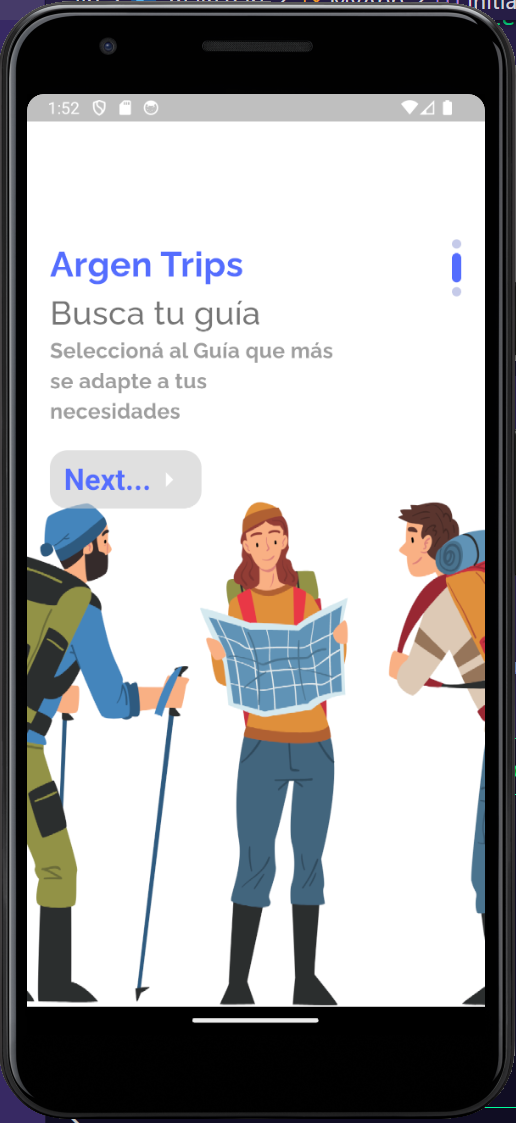 1:52
Argen Trips
Busca tu guía
Seleccioná al Guía que más
se adapte a tus
necesidades
Next...